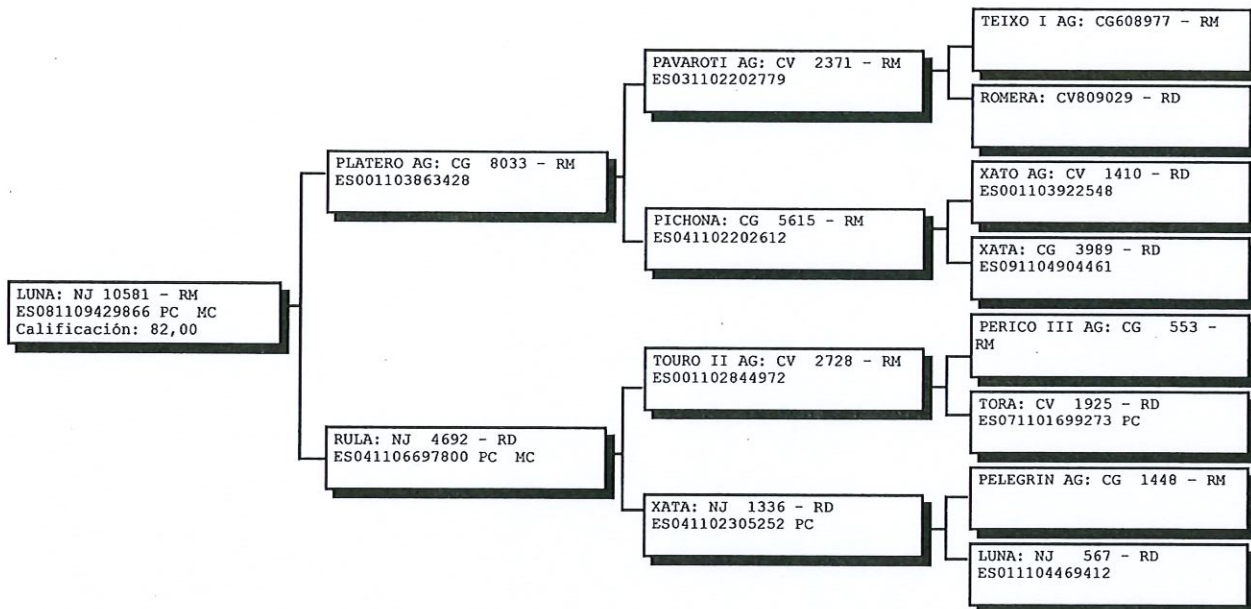 TEIXO I AG: CG608977 - RM
PAVAROTI AG: CV 2371 - RM
ES031102202779
ROMERA: CV809029 - RD
PLATERO AG: CG 8033 - RM
ES001103863428
XATO AG: CV 1410 - RD
ES001103922548
PICHONA: CG 5615 - RM
ES041102202612
XATA: CG 3989 - RD
ES091104904461
LUNA: NJ 10581 - RM
ES081109429866 PC MC
Calificación: 82,00
PERICO III AG: CG 553 -
RM
TOURO II AG: CV 2728 - RM
ES001102844972
TORA: CV 1925 - RD
ES071101699273 PC
RULA: NJ 4692 - RD
ES041106697800 PC MC
PELEGRIN AG: CG 1448 - RM
XATA: NJ 1336 - RD
ES041102305252 PC
LUNA: NJ 567 - RD
ES011104469412